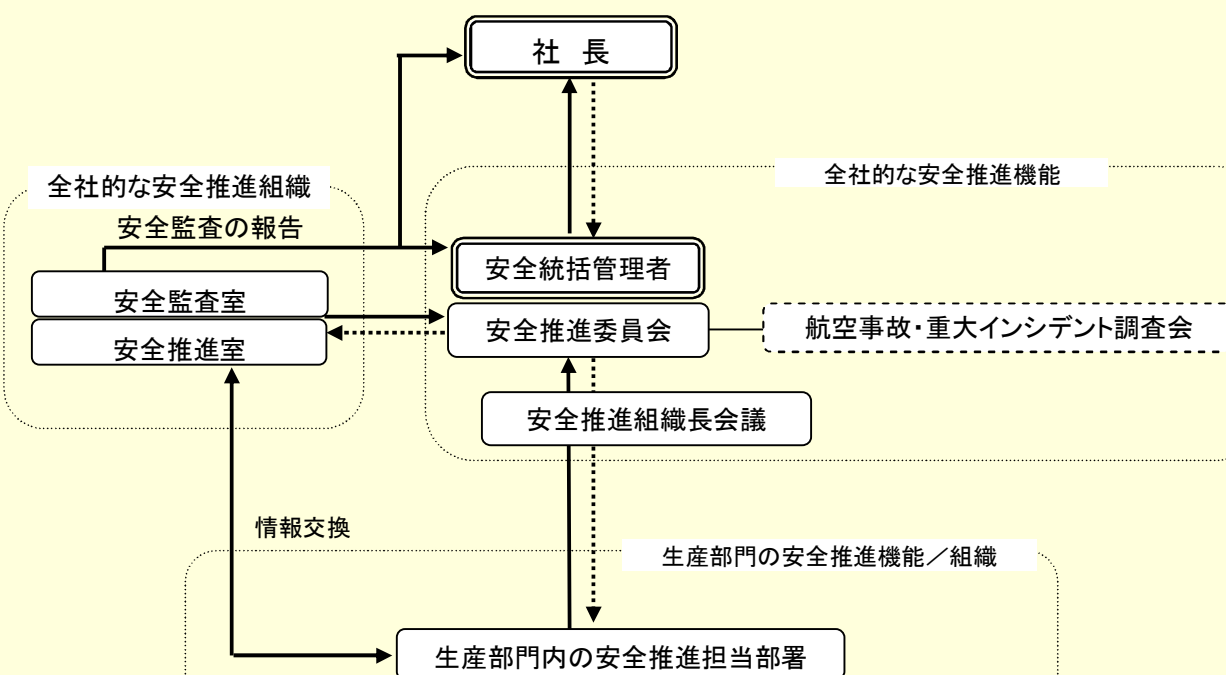 社 長
全社的な安全推進機能
全社的な安全推進組織
安全監査の報告
安全統括管理者
安全監査室
安全推進委員会
航空事故・重大インシデント調査会
安全推進室
安全推進組織長会議
情報交換
生産部門の安全推進機能／組織
生産部門内の安全推進担当部署